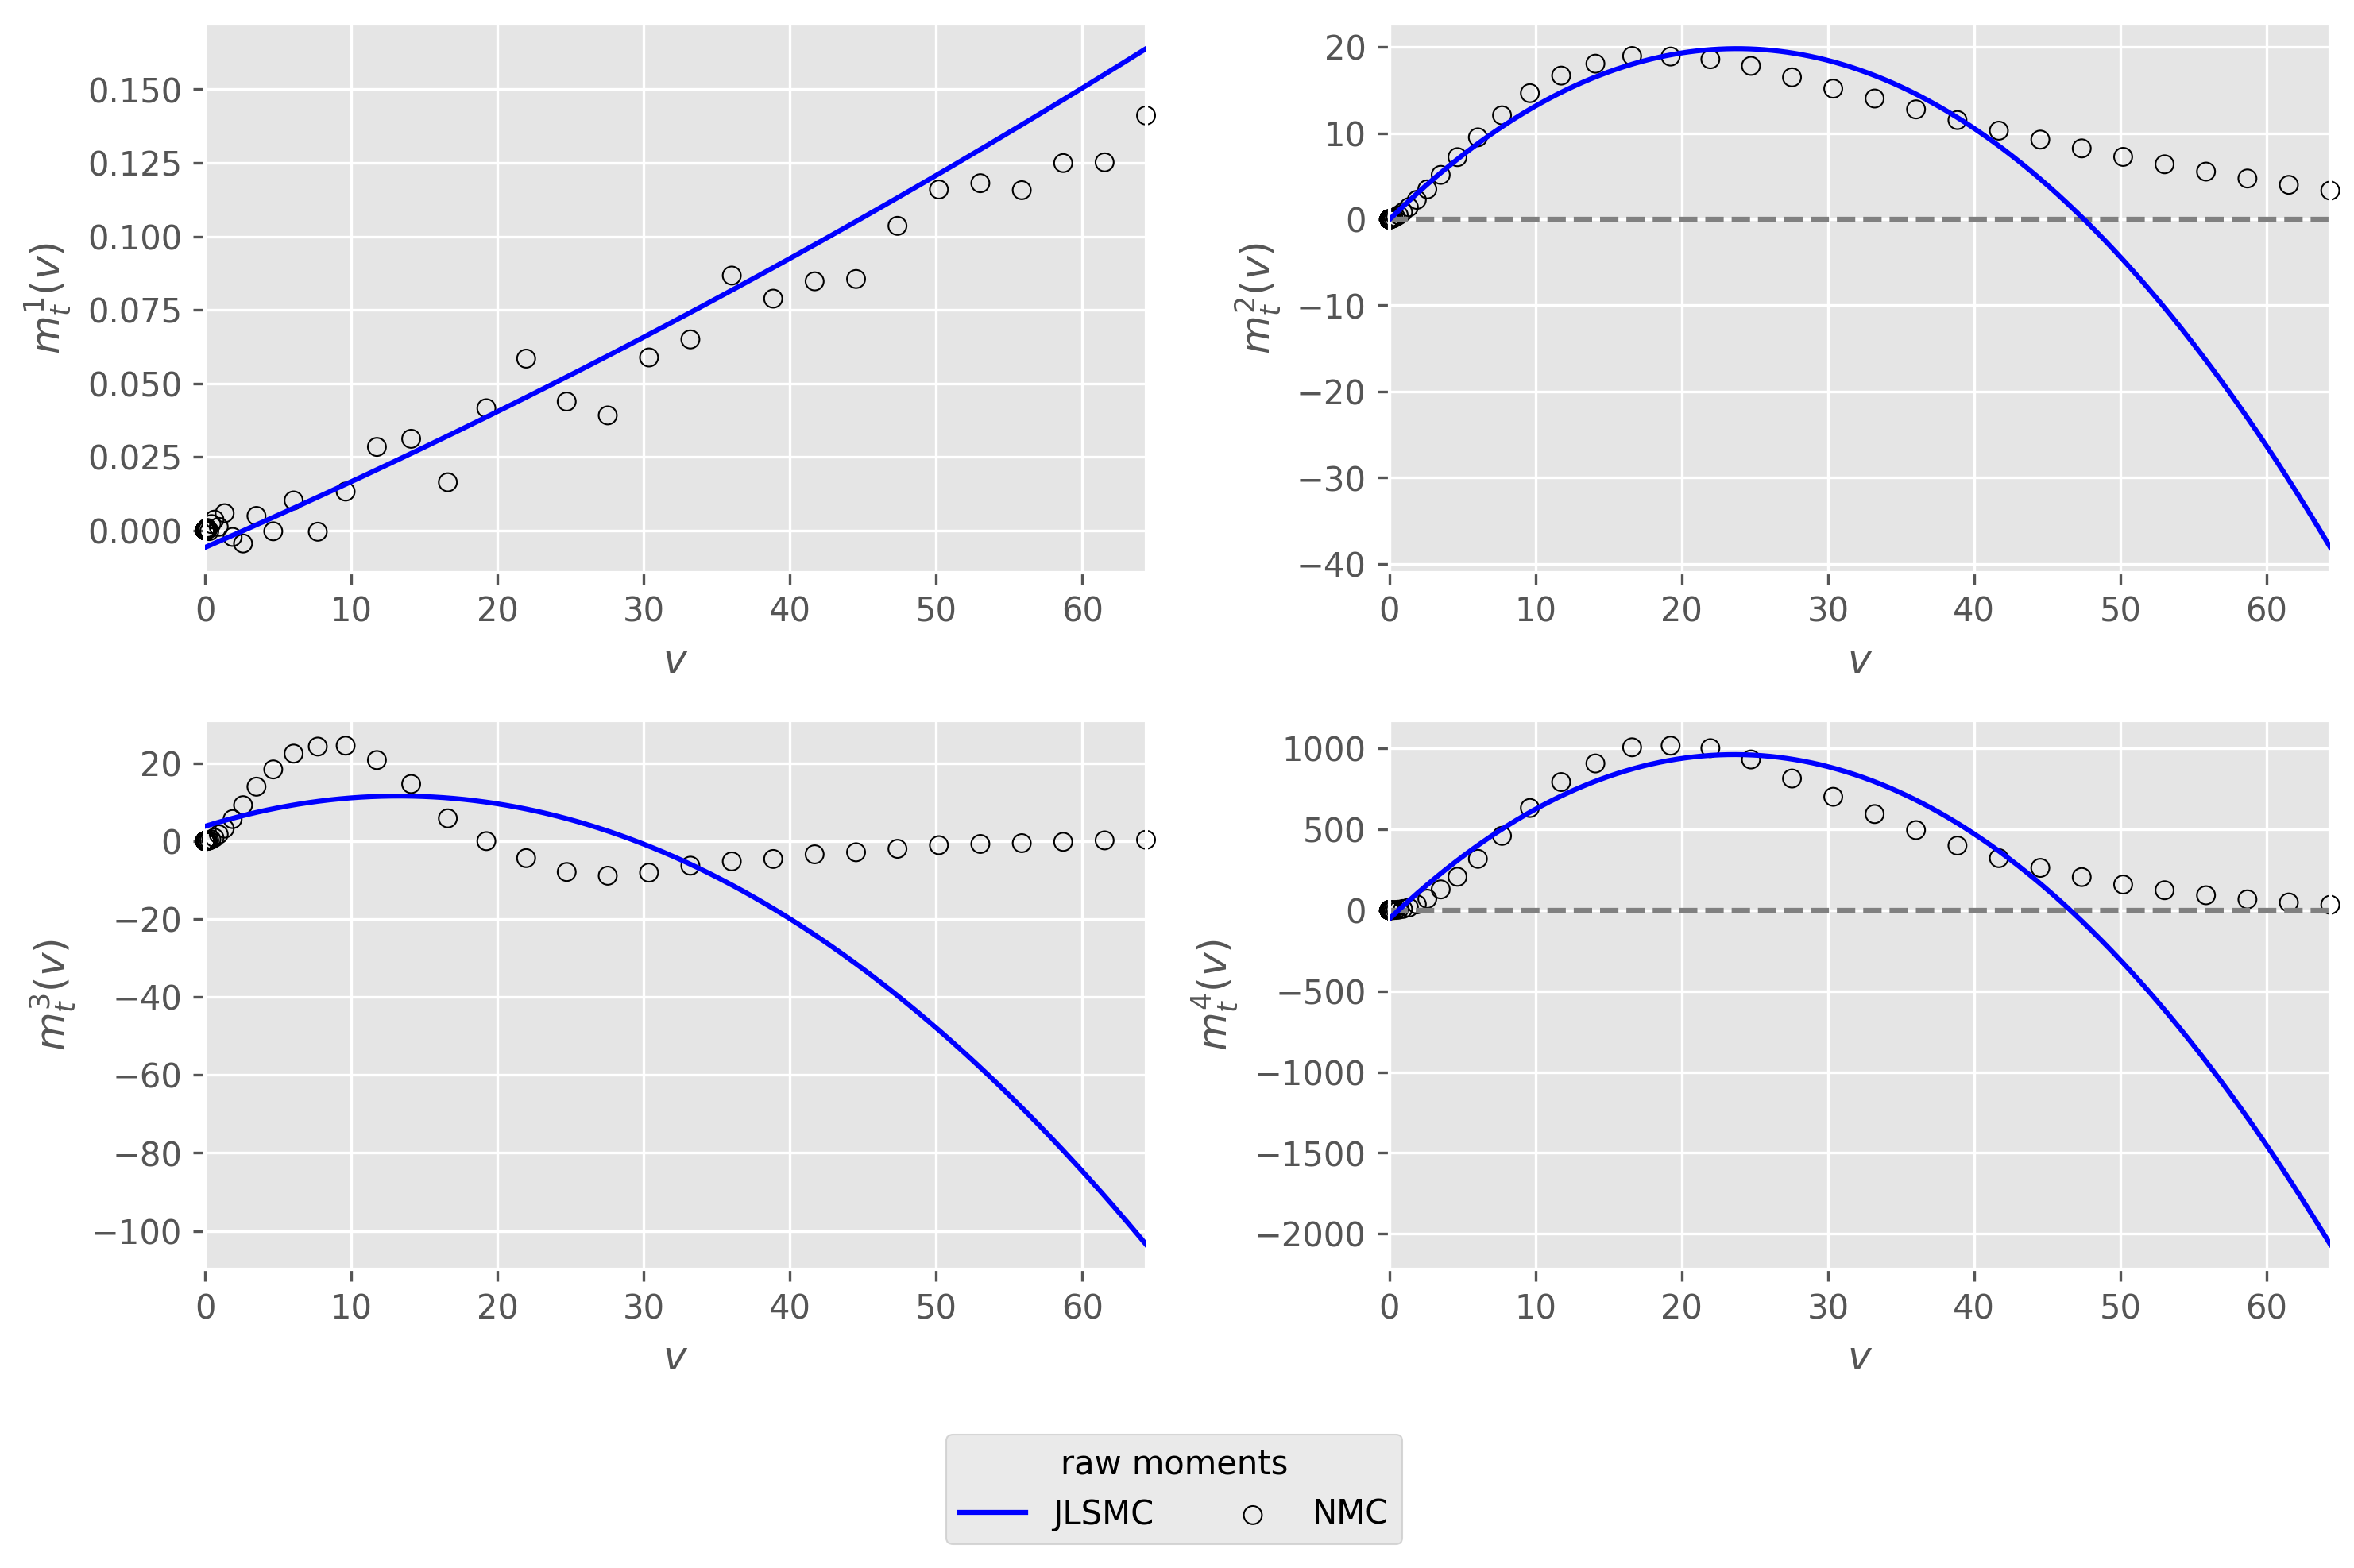 0.150
0.125
0.100
0.075
0.050
0.025
0.000
m_t^1(v)
0 10 20 30 40 50 60
v
20
10
0
−10
−20
−30
−40
m_t^2(v)
0 10 20 30 40 50 60
v
20
0
−20
−40
−60
−80
−100
m_t^3(v)
0 10 20 30 40 50 60
v
1000
500
0
−500
−1000
−1500
−2000
m_t^4(v)
0 10 20 30 40 50 60
v
raw moments
JLSMC NMC